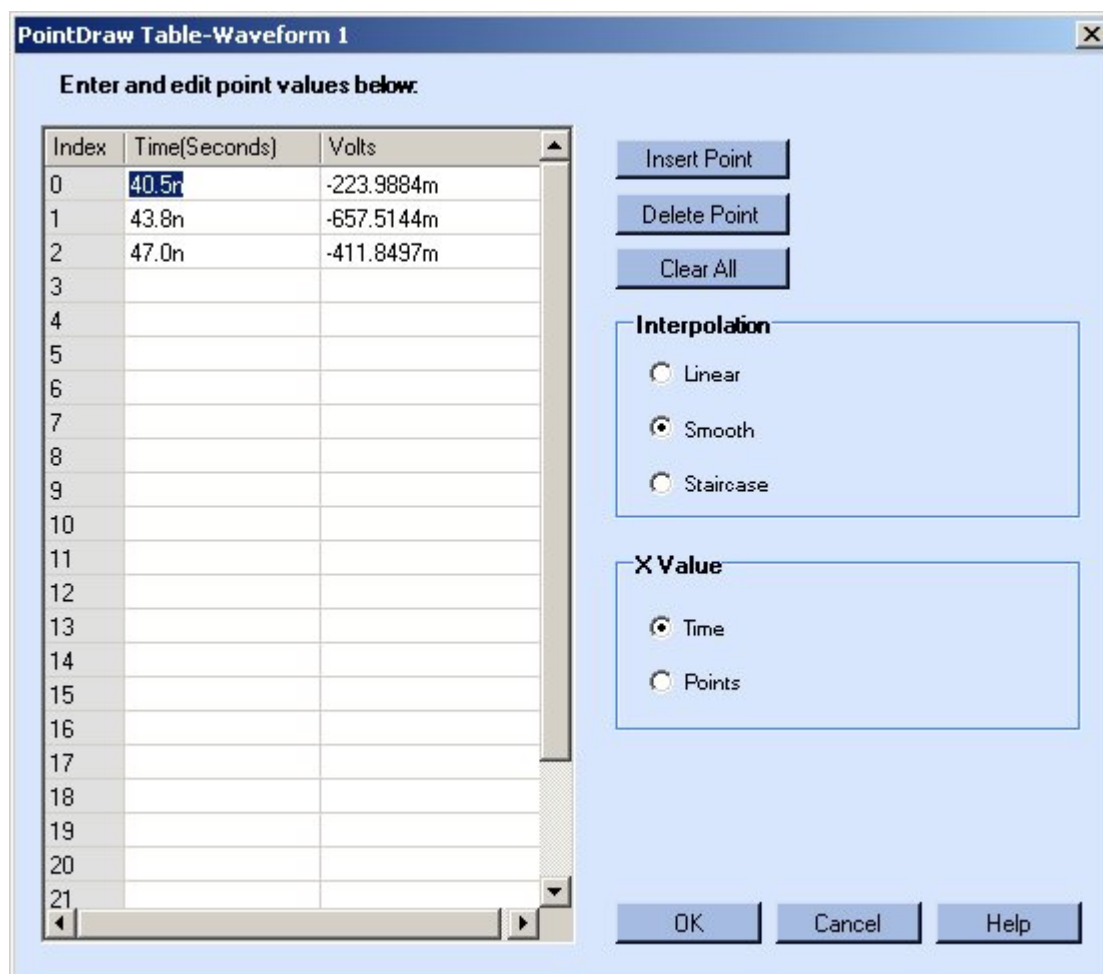 PointDraw Table-Waveform 1
Enter and edit point values below:
Index Time(Seconds) Volts
0 40.5n -223.9884m
1 43.8n -657.5144m
2 47.0n -411.8497m
3
4
5
6
7
8
9
10
11
12
13
14
15
16
17
18
19
20
21
Insert Point
Delete Point
Clear All
Interpolation
Linear
Smooth
Staircase
X Value
Time
Points
OK Cancel Help